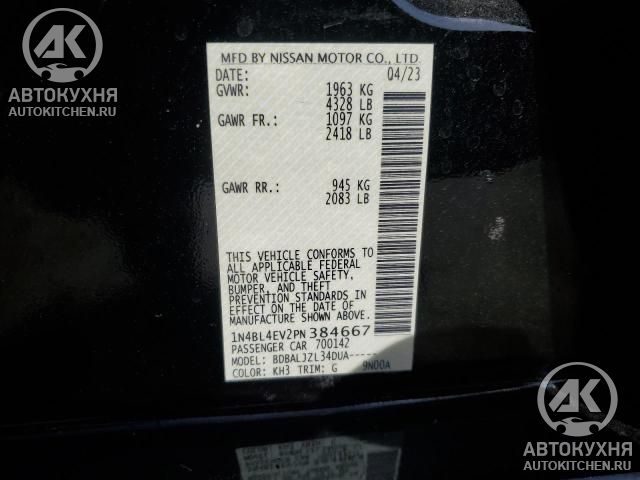 AK
АВТОКУХНЯ
AUTOKITCHEN.RU
MFD BY NISSAN MOTOR CO., LTD
DATE: 04/23
GVWR: 1963 KG
4328 LB
GAWR FR.: 1097 KG
2418 LB
GAWR RR.: 945 KG
2083 LB
THIS VEHICLE CONFORMS TO
ALL APPLICABLE FEDERAL
MOTOR VEHICLE SAFETY,
BUMPER, AND THEFT
PREVENTION STANDARDS IN
EFFECT ON THE DATE OF
MANUFACTURE SHOWN ABOVE.
1N4BL4EV2PN384667
PASSENGER CAR 700142
MODEL: BDBALJZL34DUA-----
COLOR: KH3 TRIM: G 9N00A
AK
АВТОКУХНЯ
AUTOKITCHEN.RU